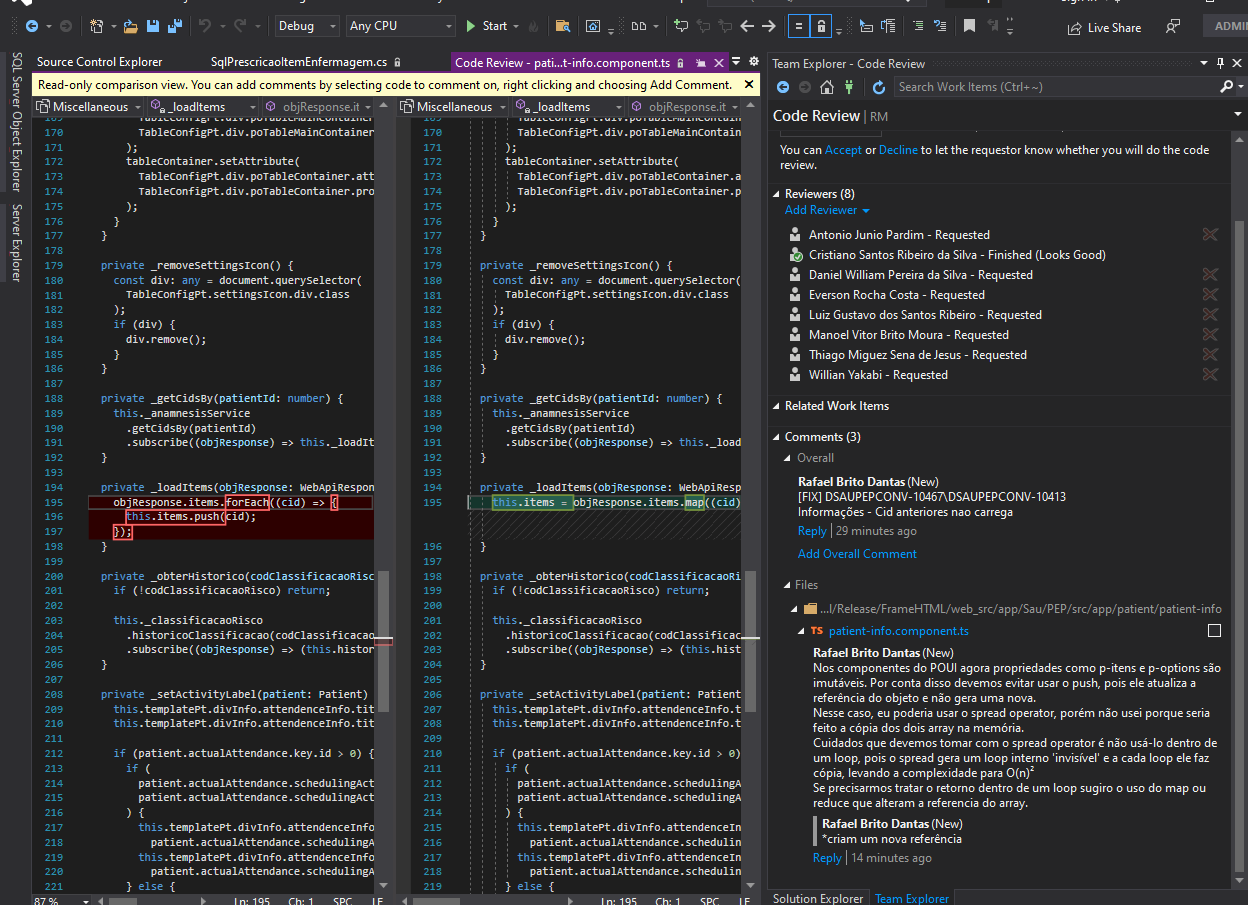 Debug
Any CPU
Start
Live Share
ADMIN
SQL Server Object Explorer
Server Explorer
Source Control Explorer
SqlPrescricaoItemEnfermagem.cs
Code Review - pati...t-info.component.ts
Read-only comparison view. You can add comments by selecting code to comment on, right clicking and choosing Add Comment.
Miscellaneous
_loadItems
objResponse.it
Miscellaneous
_loadItems
objResponse.it
169 TableConfigPt.div.poTableMainContainer
170 TableConfigPt.div.poTableMainContainer
171 );
172 tableContainer.setAttribute(
173 TableConfigPt.div.poTableContainer.att
174 TableConfigPt.div.poTableContainer.pro
175 );
176 }
177 }
178
179 private _removeSettingsIcon() {
180 const div: any = document.querySelector(
181 TableConfigPt.settingsIcon.div.class
182 );
183 if (div) {
184 div.remove();
185 }
186 }
187
188 private _getCidsBy(patientId: number) {
189 this._anamnesisService
190 .getCidsBy(patientId)
191 .subscribe((objResponse) => this._loadIt
192 }
193
194 private _loadItems(objResponse: WebApiRespon
195 objResponse.items.forEach((cid) => {
196 this.items.push(cid);
197 });
198 }
199
200 private _obterHistorico(codClassificacaoRisc
201 if (!codClassificacaoRisco) return;
202
203 this._classificacaoRisco
204 .historicoClassificacao(codClassificacao
205 .subscribe((objResponse) => (this.histor
206 }
207
208 private _setActivityLabel(patient: Patient)
209 this.templatePt.divInfo.attendenceInfo.tit
210 this.templatePt.divInfo.attendenceInfo.tit
211
212 if (patient.actualAttendance.key.id > 0) {
213 if (
214 patient.actualAttendance.schedulingAct
215 patient.actualAttendance.schedulingAct
216 ) {
217 this.templatePt.divInfo.attendenceInfo
218 patient.actualAttendance.schedulingA
219 this.templatePt.divInfo.attendenceInfo
220 patient.actualAttendance.schedulingA
221 } else {
87 %
Ln: 195 Ch: 1 SPC LF
169 TableConfigPt.div.poTableMainContainer
170 TableConfigPt.div.poTableMainContainer
171 );
172 tableContainer.setAttribute(
173 TableConfigPt.div.poTableContainer.a
174 TableConfigPt.div.poTableContainer.p
175 );
176 }
177 }
178
179 private _removeSettingsIcon() {
180 const div: any = document.querySelector(
181 TableConfigPt.settingsIcon.div.class
182 );
183 if (div) {
184 div.remove();
185 }
186 }
187
188 private _getCidsBy(patientId: number) {
189 this._anamnesisService
190 .getCidsBy(patientId)
191 .subscribe((objResponse) => this._load
192 }
193
194 private _loadItems(objResponse: WebApiResp
195 this.items = objResponse.items.map((cid)
196 }
197
198 private _obterHistorico(codClassificacaoRi
199 if (!codClassificacaoRisco) return;
200
201 this._classificacaoRisco
202 .historicoClassificacao(codClassificac
203 .subscribe((objResponse) => (this.hist
204 }
205
206 private _setActivityLabel(patient: Patient
207 this.templatePt.divInfo.attendenceInfo.t
208 this.templatePt.divInfo.attendenceInfo.t
209
210 if (patient.actualAttendance.key.id > 0)
211 if (
212 patient.actualAttendance.schedulingA
213 patient.actualAttendance.schedulingA
214 ) {
215 this.templatePt.divInfo.attendenceIn
216 patient.actualAttendance.schedulin
217 this.templatePt.divInfo.attendenceIn
218 patient.actualAttendance.schedulin
219 } else {
Ln: 195 Ch: 1 SPC LF
Team Explorer - Code Review
Search Work Items (Ctrl+~)
Code Review | RM
You can Accept or Decline to let the requestor know whether you will do the code
review.
Reviewers (8)
Add Reviewer
Antonio Junio Pardim - Requested
Cristiano Santos Ribeiro da Silva - Finished (Looks Good)
Daniel William Pereira da Silva - Requested
Everson Rocha Costa - Requested
Luiz Gustavo dos Santos Ribeiro - Requested
Manoel Vitor Brito Moura - Requested
Thiago Miguez Sena de Jesus - Requested
Willian Yakabi - Requested
Related Work Items
Comments (3)
Overall
Rafael Brito Dantas (New)
[FIX] DSAUPEPCONV-10467\DSAUPEPCONV-10413
Informações - Cid anteriores nao carrega
Reply | 29 minutes ago
Add Overall Comment
Files
...l/Release/FrameHTML/web_src/app/Sau/PEP/src/app/patient/patient-info
TS patient-info.component.ts
Rafael Brito Dantas (New)
Nos componentes do POUI agora propriedades como p-itens e p-options são
imutáveis. Por conta disso devemos evitar usar o push, pois ele atualiza a
referência do objeto e não gera uma nova.
Nesse caso, eu poderia usar o spread operator, porém não usei porque seria
feito a cópia dos dois array na memória.
Cuidados que devemos tomar com o spread operator é não usá-lo dentro de
um loop, pois o spread gera um loop interno 'invisível' e a cada loop ele faz
cópia, levando a complexidade para O(n)²
Se precisarmos tratar o retorno dentro de um loop sugiro o uso do map ou
reduce que alteram a referencia do array.
Rafael Brito Dantas (New)
*criam um nova referência
Reply | 14 minutes ago
Solution Explorer
Team Explorer